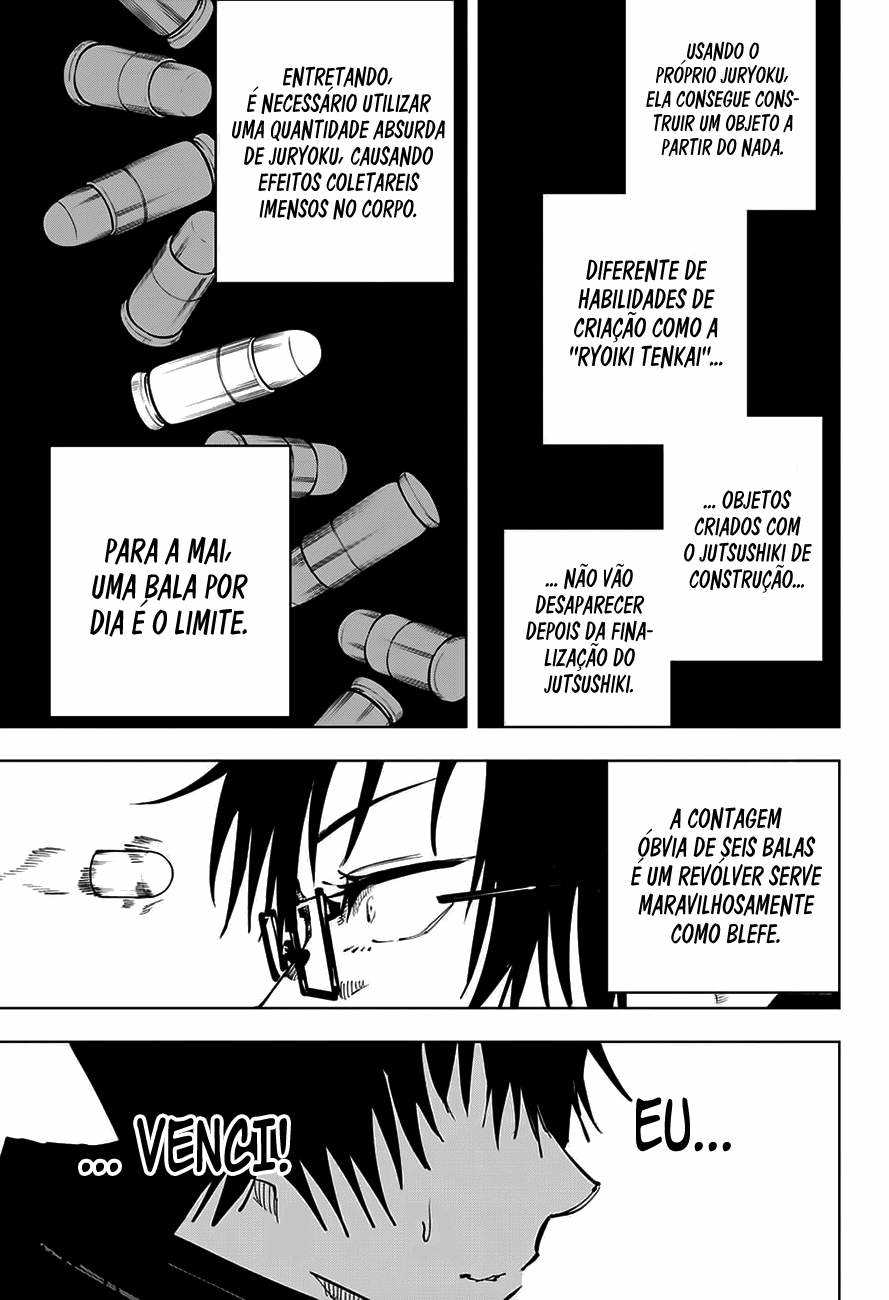 USANDO O
PRÓPRIO JURYOKU,
ELA CONSEGUE CONS-
TRUIR UM OBJETO A
PARTIR DO NADA.
DIFERENTE DE
HABILIDADES DE
CRIAÇÃO COMO A
"RYOIKI TENKAI"...
... OBJETOS
CRIADOS COM
O JUTSUSHIKI DE
CONSTRUÇÃO...
... NÃO VÃO
DESAPARECER
DEPOIS DA FINA-
LIZAÇÃO DO
JUTSUSHIKI.
ENTRETANDO,
É NECESSÁRIO UTILIZAR
UMA QUANTIDADE ABSURDA
DE JURYOKU, CAUSANDO
EFEITOS COLETAREIS
IMENSOS NO CORPO.
PARA A MAI,
UMA BALA POR
DIA É O LIMITE.
A CONTAGEM
ÓBVIA DE SEIS BALAS
É UM REVÓLVER SERVE
MARAVILHOSAMENTE
COMO BLEFE.
EU...
... VENCI!